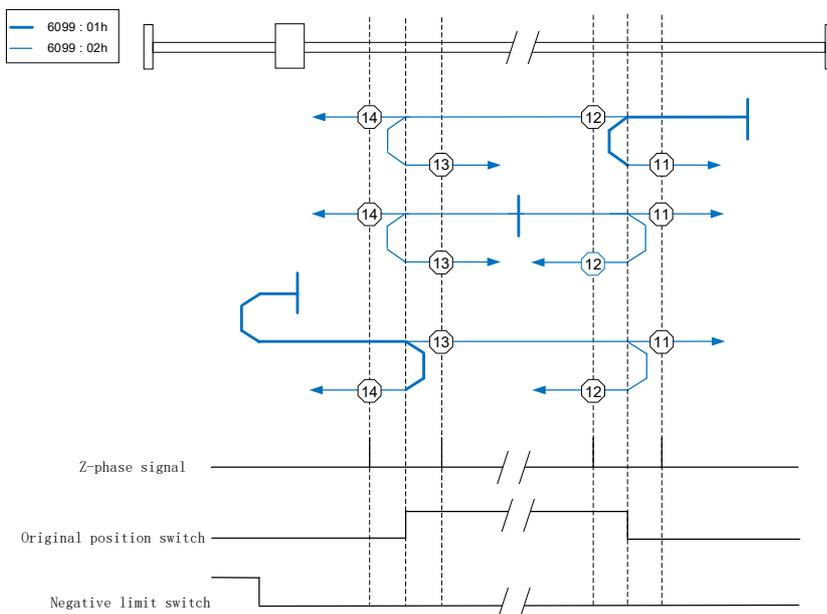 6099 : 01h
6099 : 02h
14
12
13
11
14
11
13
12
13
11
14
12
Z-phase signal
Original position switch
Negative limit switch